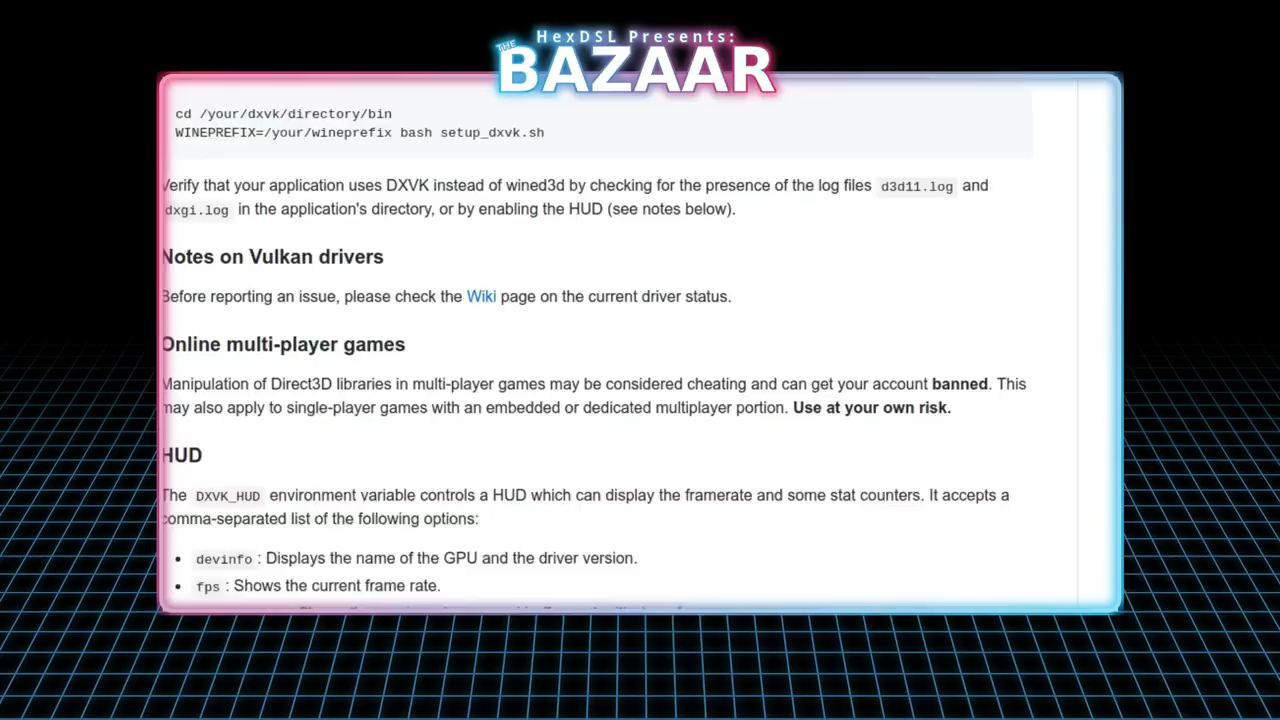 HexDSL Presents:
THE
BAZAAR
cd /your/dxvk/directory/bin
WINEPREFIX=/your/wineprefix bash setup_dxvk.sh
Verify that your application uses DXVK instead of wined3d by checking for the presence of the log files d3d11.log and
dxgi.log in the application's directory, or by enabling the HUD (see notes below).
Notes on Vulkan drivers
Before reporting an issue, please check the Wiki page on the current driver status.
Online multi-player games
Manipulation of Direct3D libraries in multi-player games may be considered cheating and can get your account banned. This
may also apply to single-player games with an embedded or dedicated multiplayer portion. Use at your own risk.
HUD
The DXVK_HUD environment variable controls a HUD which can display the framerate and some stat counters. It accepts a
comma-separated list of the following options:
• devinfo : Displays the name of the GPU and the driver version.
• fps : Shows the current frame rate.